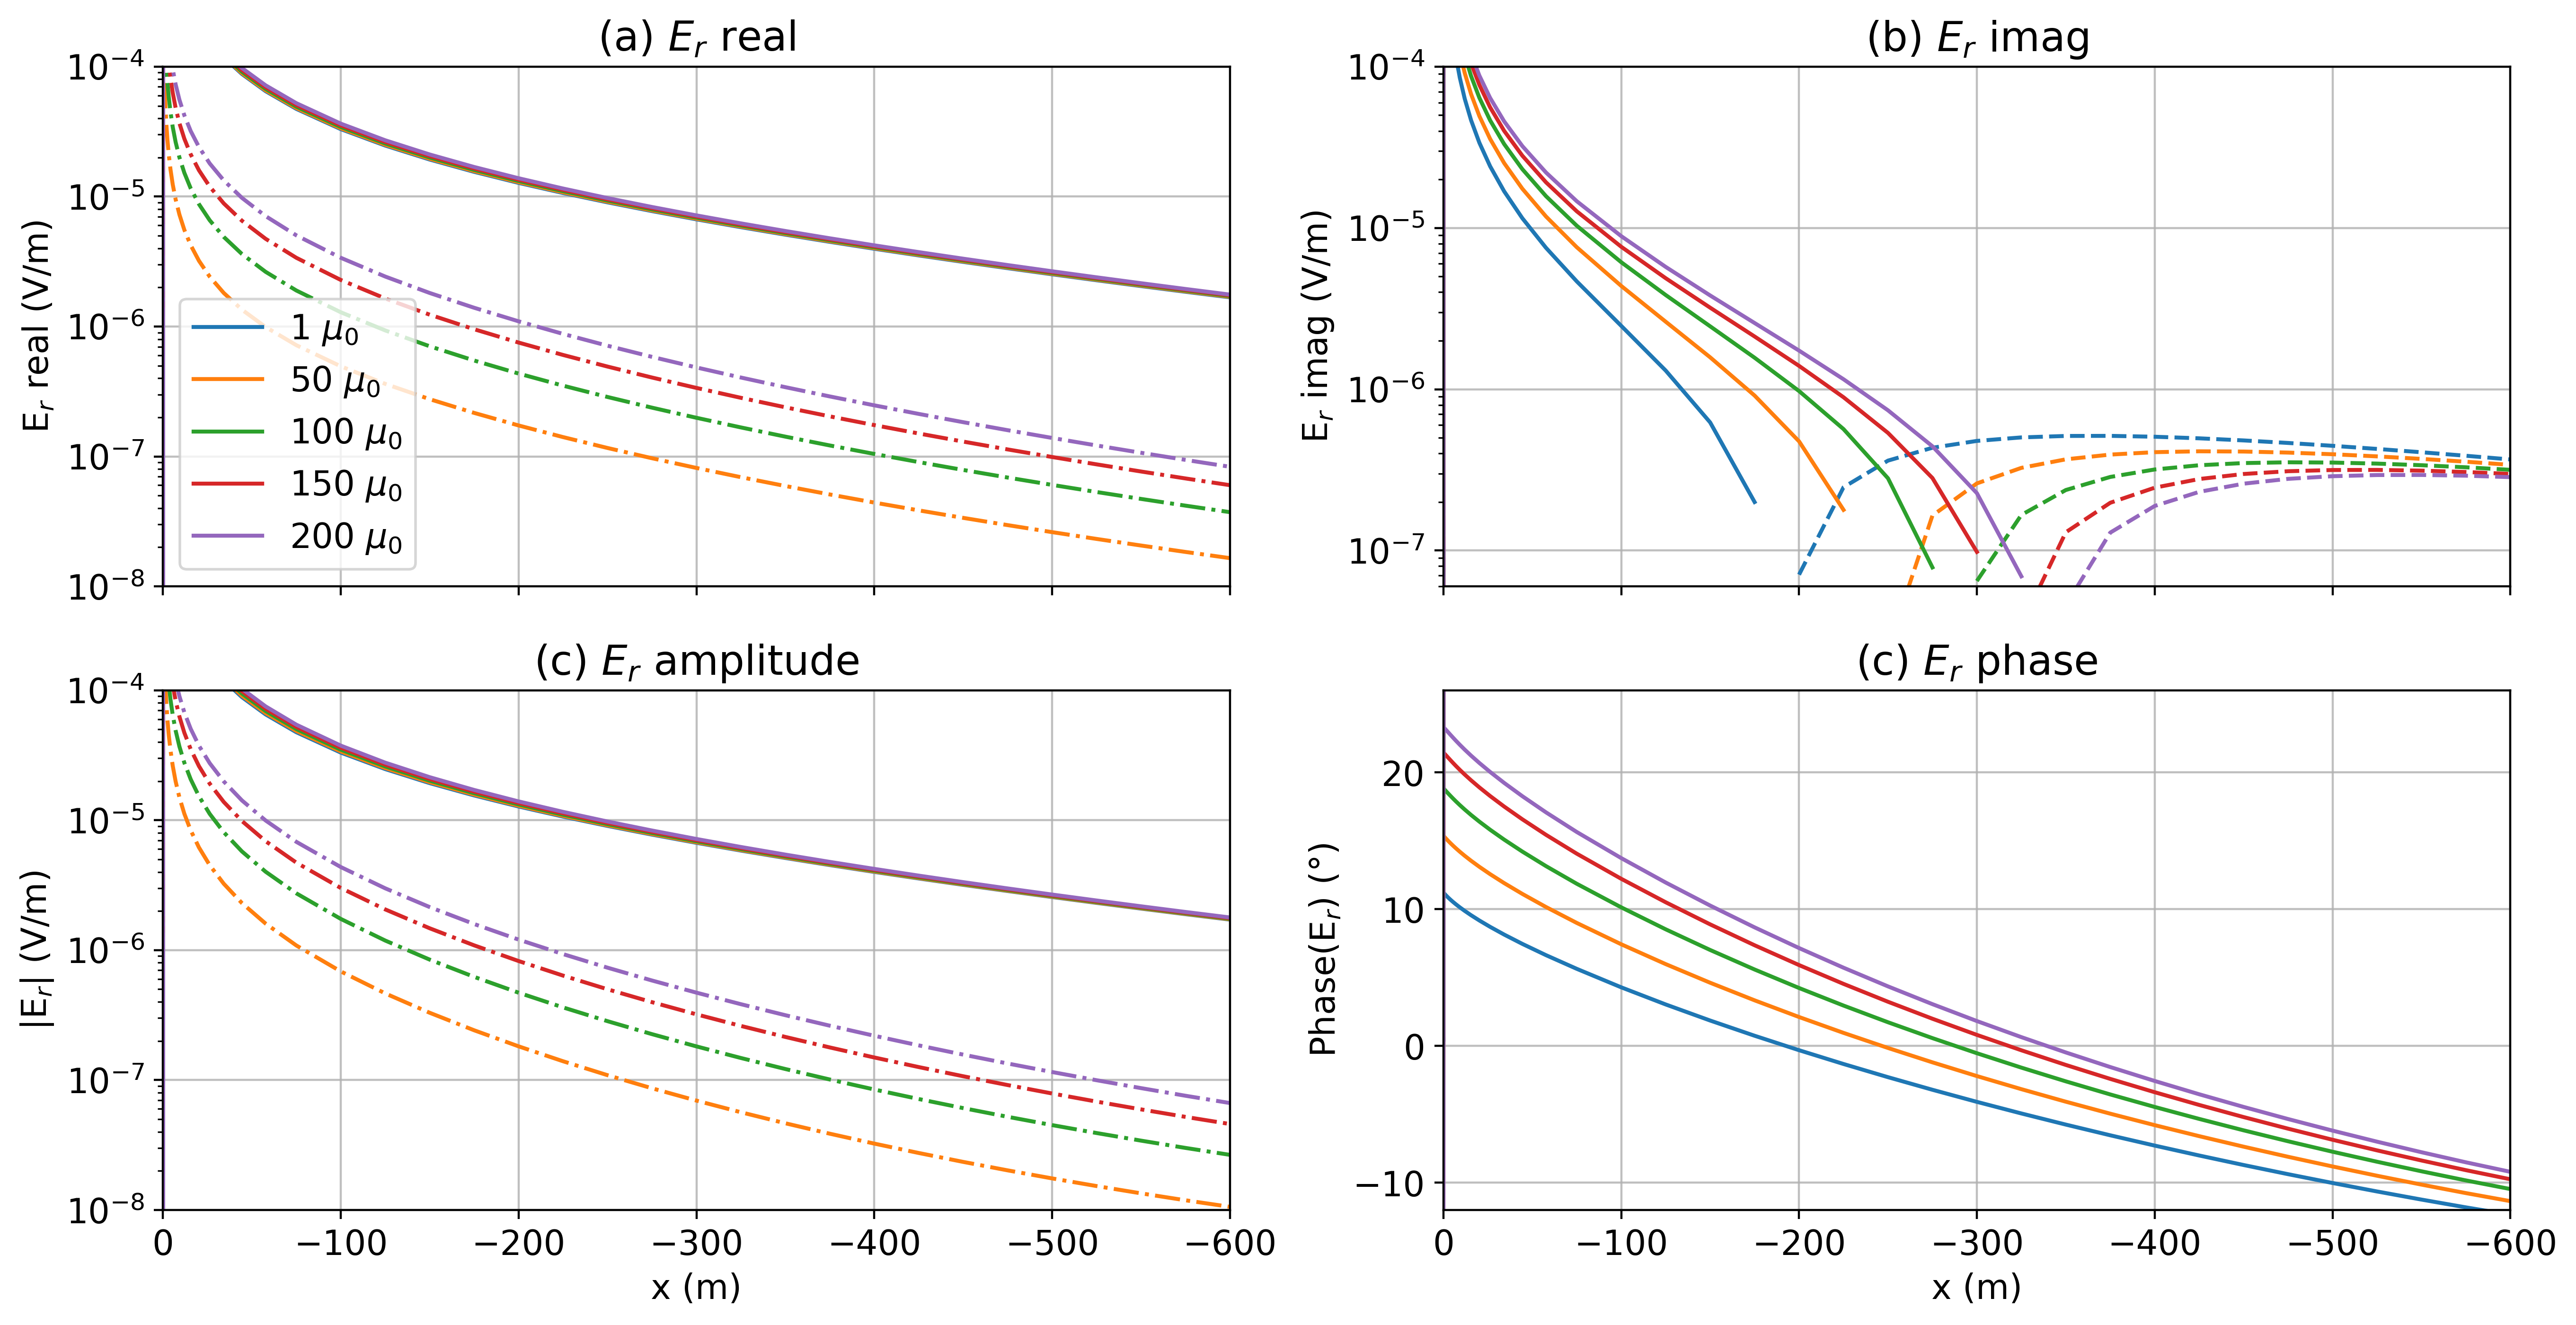 (a) E_r real
10^−4
10^−5
10^−6
10^−7
10^−8
E_r real (V/m)
1 μ_0
50 μ_0
100 μ_0
150 μ_0
200 μ_0
(b) E_r imag
10^−4
10^−5
10^−6
10^−7
E_r imag (V/m)
(c) E_r amplitude
10^−4
10^−5
10^−6
10^−7
10^−8
|E_r| (V/m)
0 −100 −200 −300 −400 −500 −600
x (m)
(c) E_r phase
20
10
0
−10
Phase(E_r) (°)
0 −100 −200 −300 −400 −500 −600
x (m)